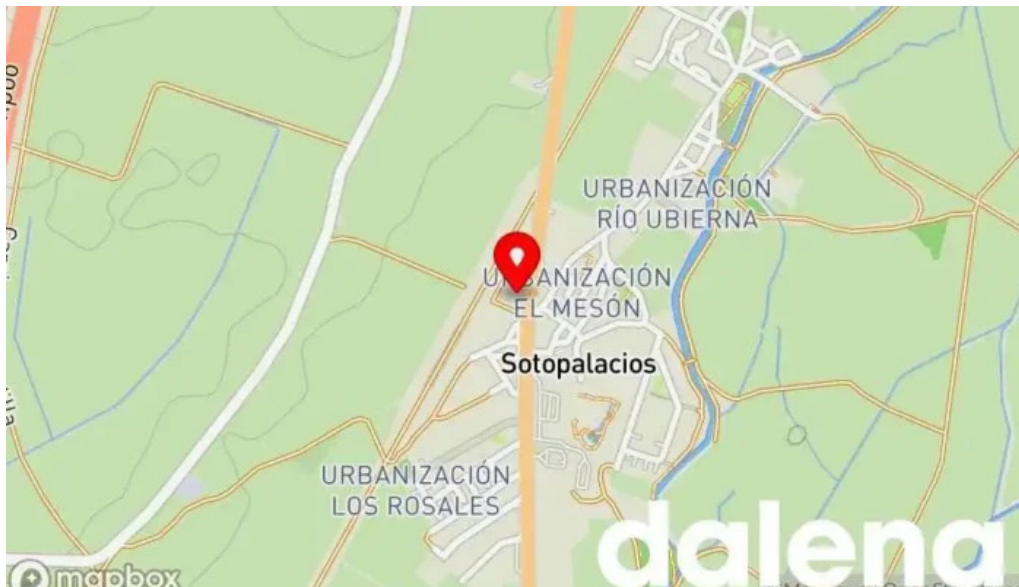 URBANIZACIÓN
RÍO UBIERNA
URBANIZACIÓN
EL MESÓN
Sotopalacios
URBANIZACIÓN
LOS ROSALES
dalena
mapbox